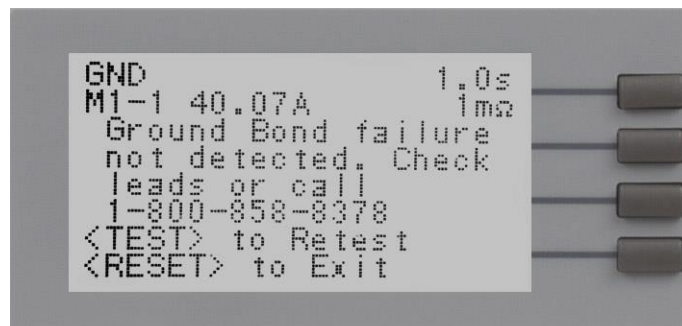 GND 1.0s
M1-1 40.07A 1mΩ
Ground Bond failure
not detected. Check
leads or call
1-800-858-8378
<TEST> to Retest
<RESET> to Exit